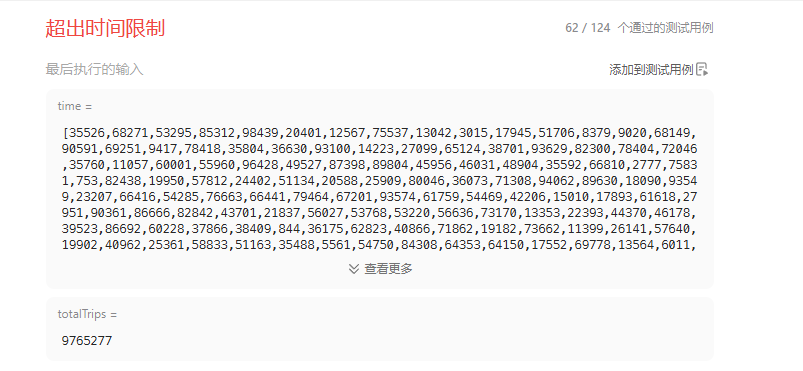 超出时间限制
62 / 124 个通过的测试用例
最后执行的输入
添加到测试用例
time =
[35526,68271,53295,85312,98439,20401,12567,75537,13042,3015,17945,51706,8379,9020,68149,
90591,69251,9417,78418,35804,36630,93100,14223,27099,65124,38701,93629,82300,78404,72046
,35760,11057,60001,55960,96428,49527,87398,89804,45956,46031,48904,35592,66810,2777,7583
1,753,82438,19950,57812,24402,51134,20588,25909,80046,36073,71308,94062,89630,18090,9354
9,23207,66416,54285,76663,66441,79464,67201,93574,61759,54469,42206,15010,17893,61618,27
951,90361,86666,82842,43701,21837,56027,53768,53220,56636,73170,13353,22393,44370,46178,
39523,86692,60228,37866,38409,844,36175,62823,40866,71862,19182,73662,11399,26141,57640,
19902,40962,25361,58833,51163,35488,5561,54750,84308,64353,64150,17552,69778,13564,6011,
查看更多
totalTrips =
9765277